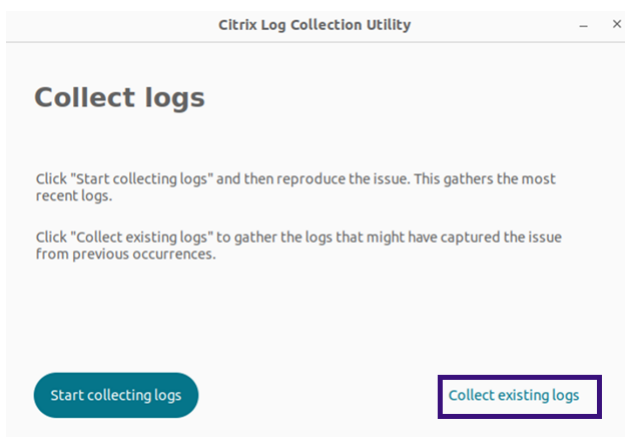 Citrix Log Collection Utility
Collect logs
Click "Start collecting logs" and then reproduce the issue. This gathers the most
recent logs.
Click "Collect existing logs" to gather the logs that might have captured the issue
from previous occurrences.
Start collecting logs
Collect existing logs